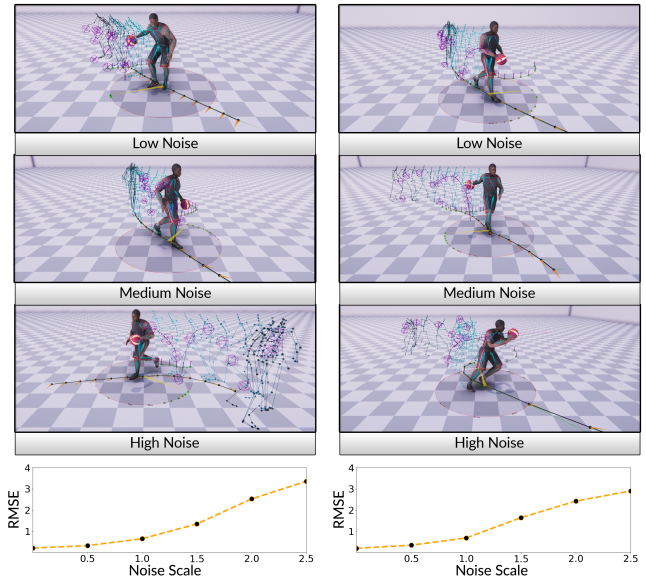 Low Noise
Low Noise
Medium Noise
Medium Noise
High Noise
High Noise
4
3
2
1
RMSE
0.5 1.0 1.5 2.0 2.5
Noise Scale
4
3
2
1
RMSE
0.5 1.0 1.5 2.0 2.5
Noise Scale